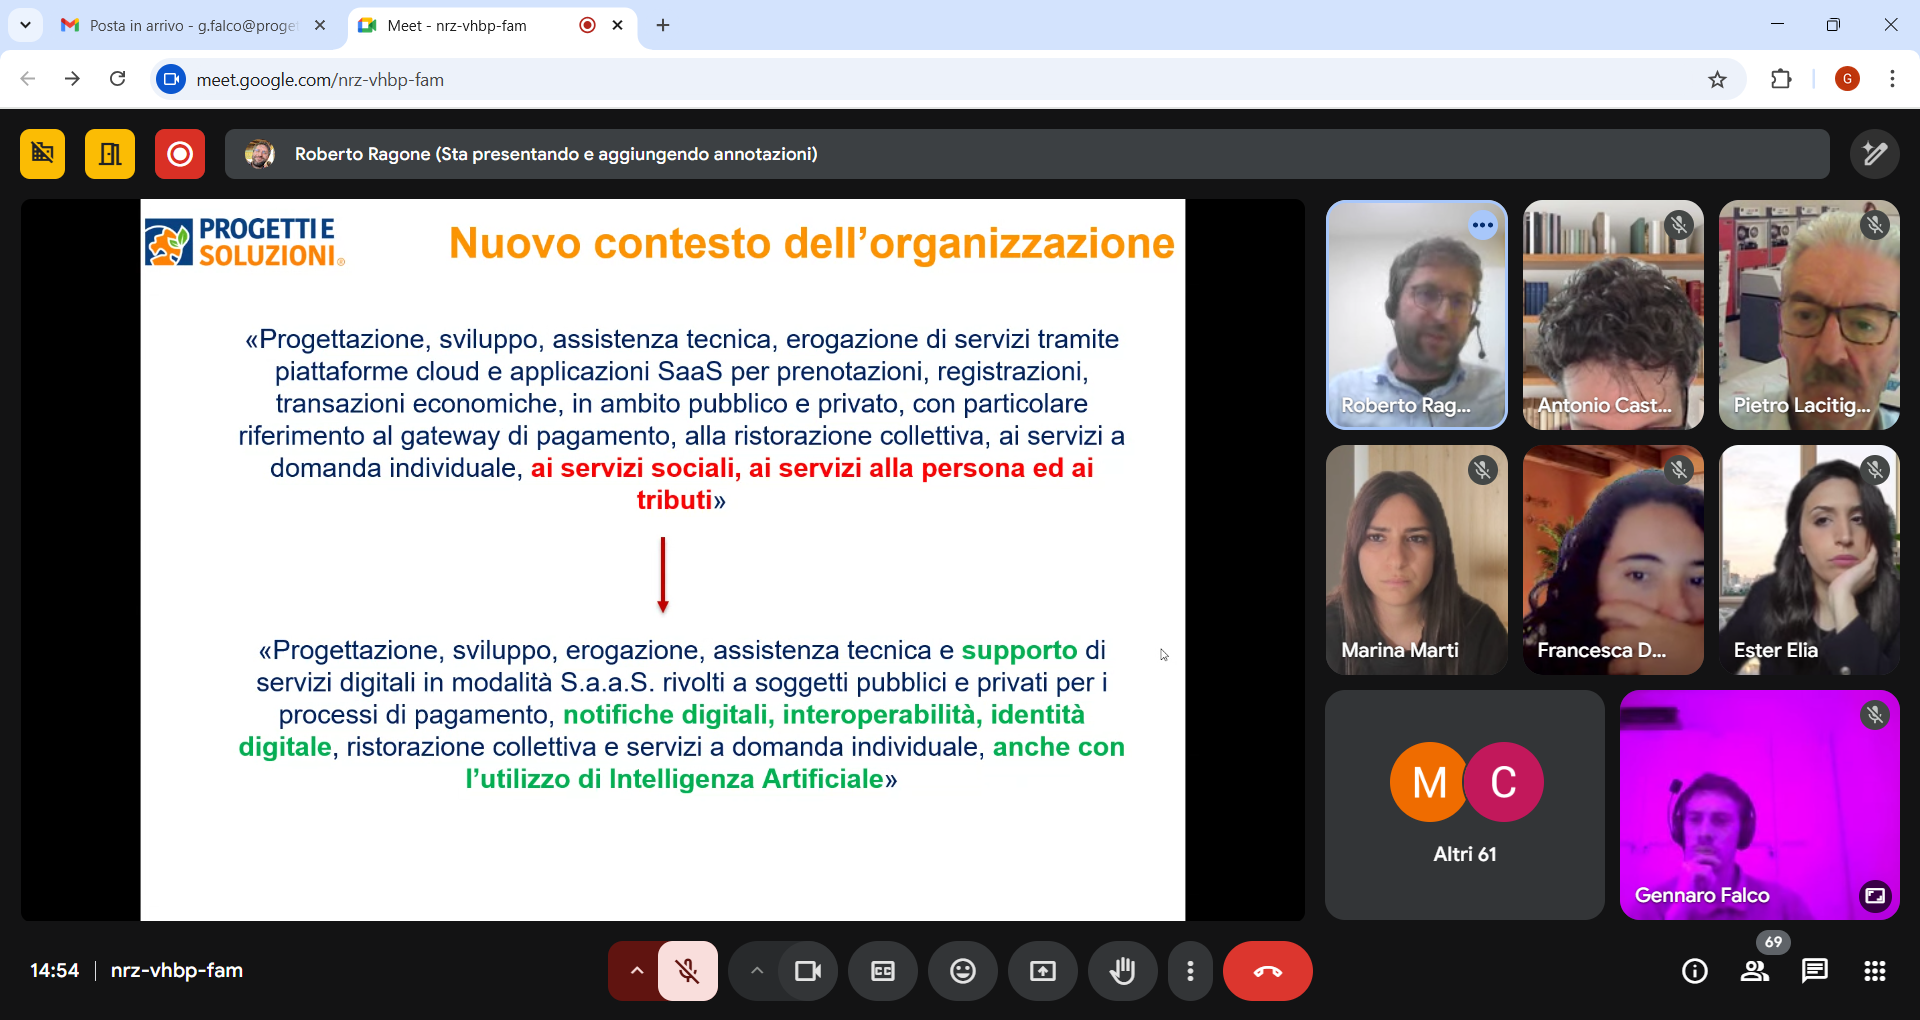 Posta in arrivo - g.falco@proget
Meet - nrz-vhbp-fam
meet.google.com/nrz-vhbp-fam
G
Roberto Ragone (Sta presentando e aggiungendo annotazioni)
PROGETTI E
SOLUZIONI®
Nuovo contesto dell’organizzazione
«Progettazione, sviluppo, assistenza tecnica, erogazione di servizi tramite
piattaforme cloud e applicazioni SaaS per prenotazioni, registrazioni,
transazioni economiche, in ambito pubblico e privato, con particolare
riferimento al gateway di pagamento, alla ristorazione collettiva, ai servizi a
domanda individuale, ai servizi sociali, ai servizi alla persona ed ai
tributi»
«Progettazione, sviluppo, erogazione, assistenza tecnica e supporto di
servizi digitali in modalità S.a.a.S. rivolti a soggetti pubblici e privati per i
processi di pagamento, notifiche digitali, interoperabilità, identità
digitale, ristorazione collettiva e servizi a domanda individuale, anche con
l’utilizzo di Intelligenza Artificiale»
Roberto Rag...
Antonio Cast...
Pietro Lacitig...
Marina Marti
Francesca D...
Ester Elia
M C
Altri 61
Gennaro Falco
14:54 | nrz-vhbp-fam
CC
69